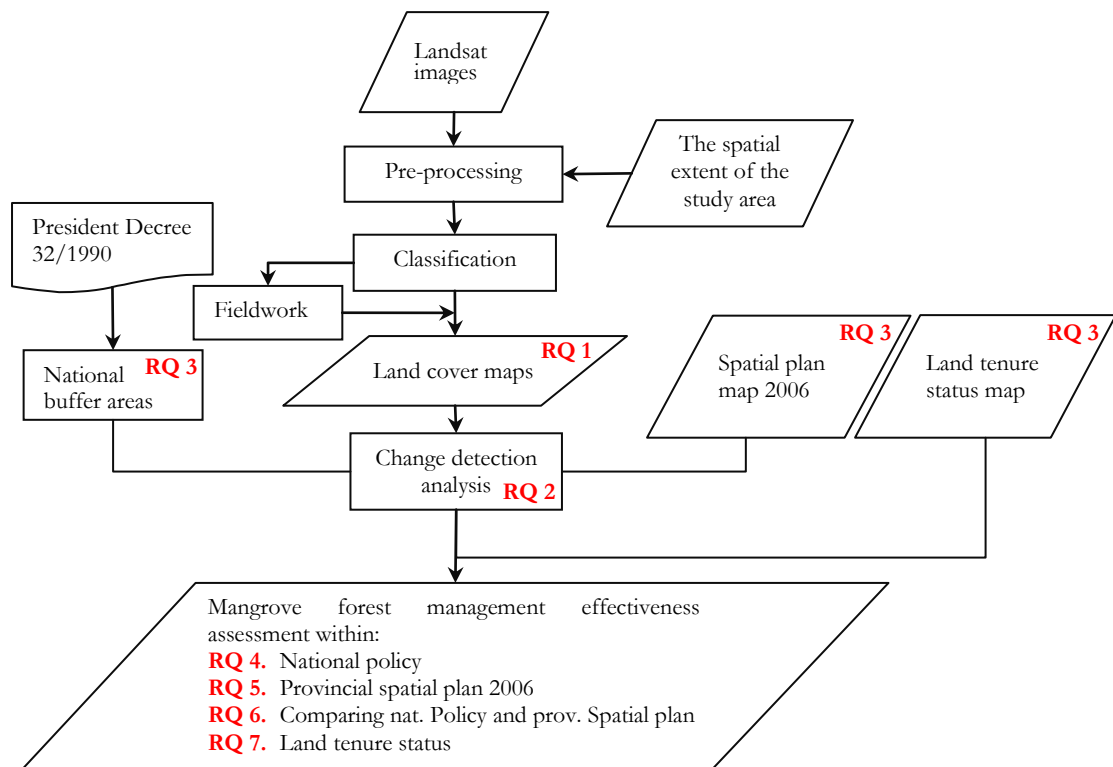 Landsat
images
Pre-processing
The spatial
extent of the
study area
President Decree
32/1990
Classification
Fieldwork
RQ 3
National
buffer areas
RQ 1
Land cover maps
RQ 3
Spatial plan
map 2006
RQ 3
Land tenure
status map
Change detection
analysis RQ 2
Mangrove forest management effectiveness
assessment within:
RQ 4. National policy
RQ 5. Provincial spatial plan 2006
RQ 6. Comparing nat. Policy and prov. Spatial plan
RQ 7. Land tenure status